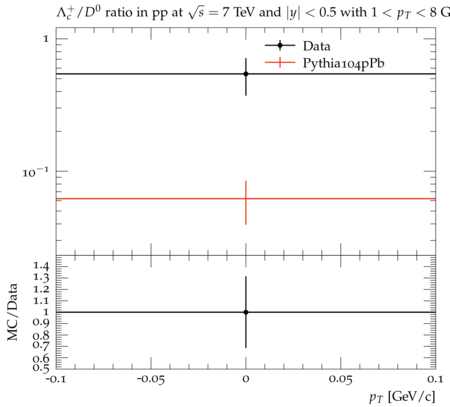 Λc+/D0 ratio in pp at √s = 7 TeV and |y| < 0.5 with 1 < pT < 8 G
1
Data
Pythia104pPb
10−1
1.4
1.3
1.2
1.1
1
0.9
0.8
0.7
0.6
0.5
MC/Data
-0.1 -0.05 0 0.05 0.1
pT [GeV/c]